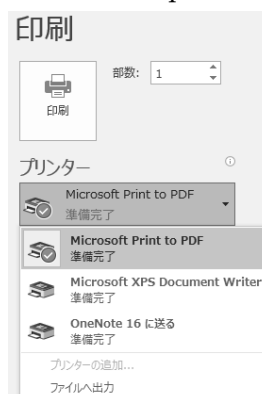 印刷
部数: 1
印刷
プリンター
Microsoft Print to PDF
準備完了
Microsoft Print to PDF
準備完了
Microsoft XPS Document Writer
準備完了
OneNote 16 に送る
準備完了
プリンターの追加...
ファイルへ出力